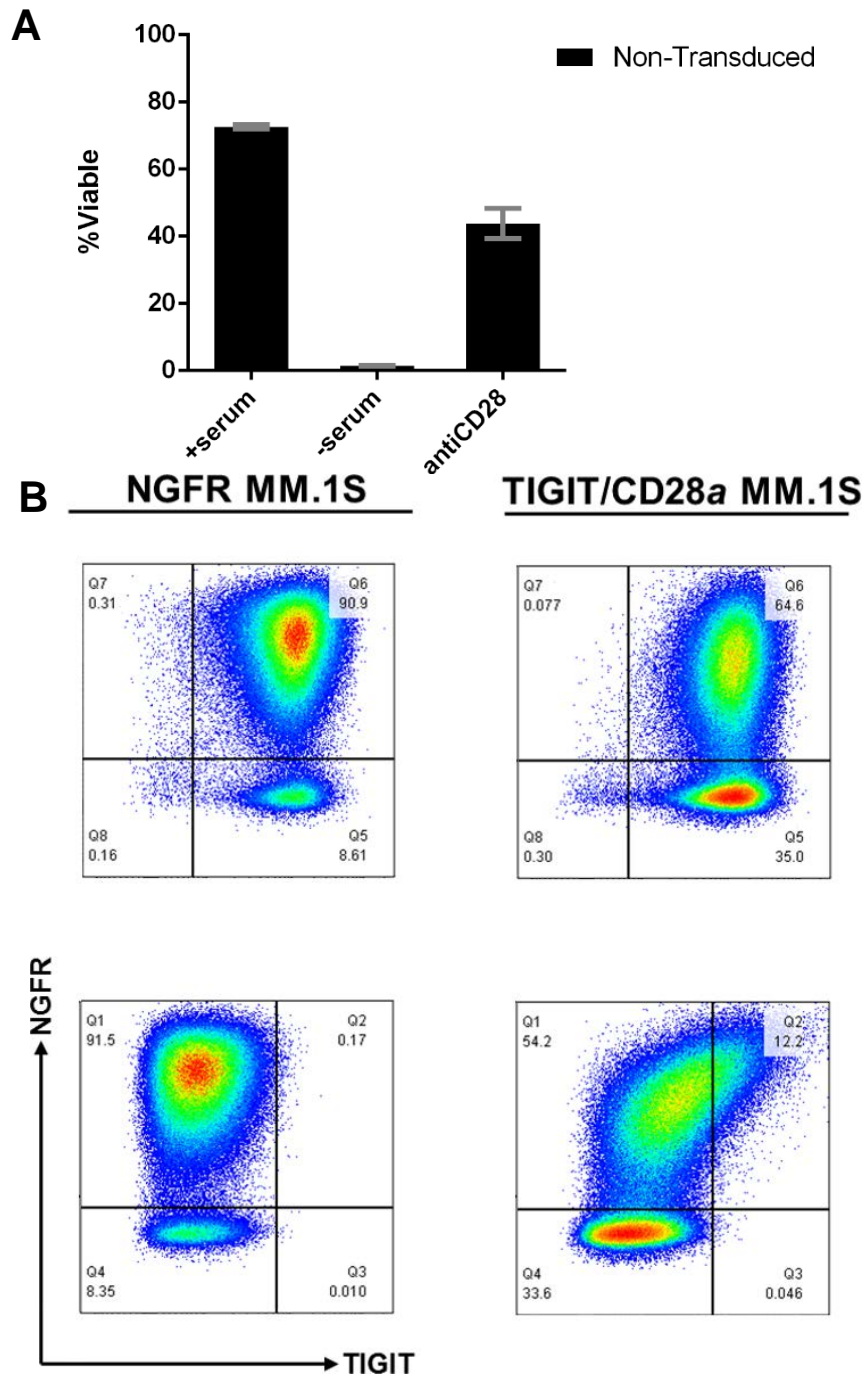 A
100
80
60
40
20
0
%Viable
Non-Transduced
+serum
-serum
antiCD28
B
NGFR MM.1S
TIGIT/CD28a MM.1S
Q7
0.31
Q6
90.9
Q8
0.16
Q5
8.61
Q7
0.077
Q6
64.6
Q8
0.30
Q5
35.0
NGFR
Q1
91.5
Q2
0.17
Q4
8.35
Q3
0.010
Q1
54.2
Q2
12.2
Q4
33.6
Q3
0.046
TIGIT